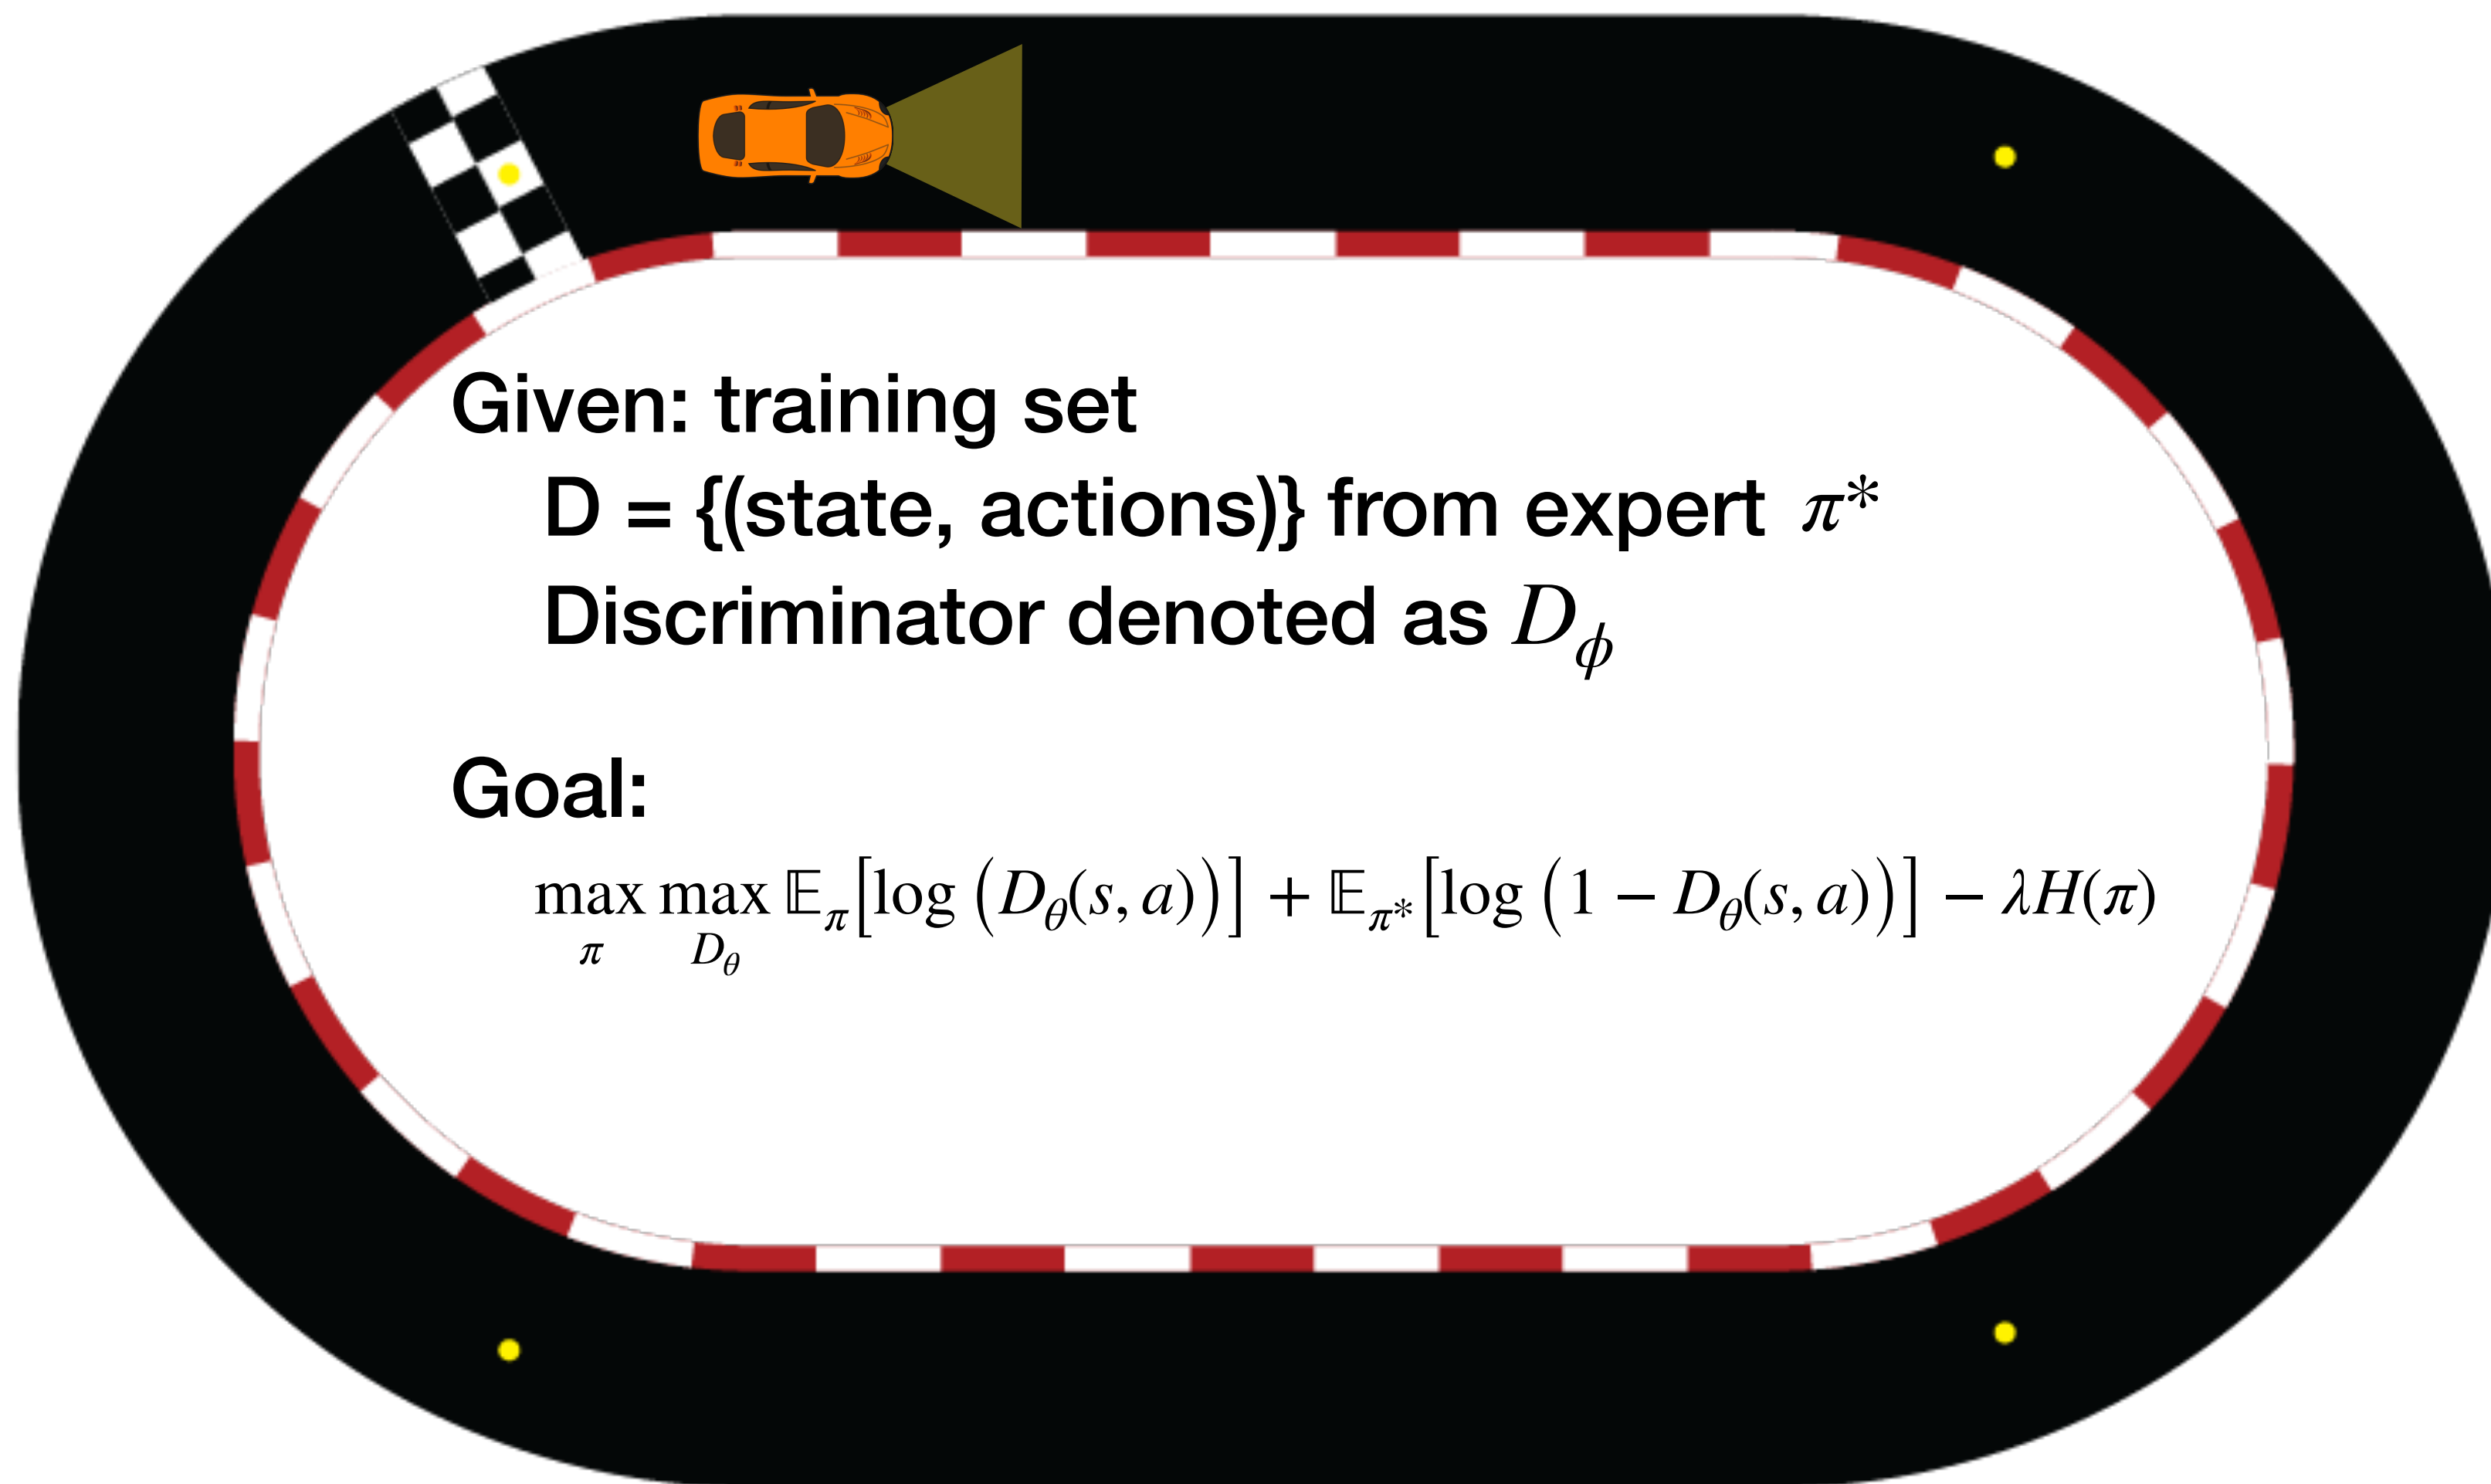 Given: training set
D = {(state, actions)} from expert π*
Discriminator denoted as D_ϕ
Goal:
max_π max_{D_θ} 𝔼_π[log (D_θ(s, a))] + 𝔼_{π*}[log (1 − D_θ(s, a))] − λH(π)